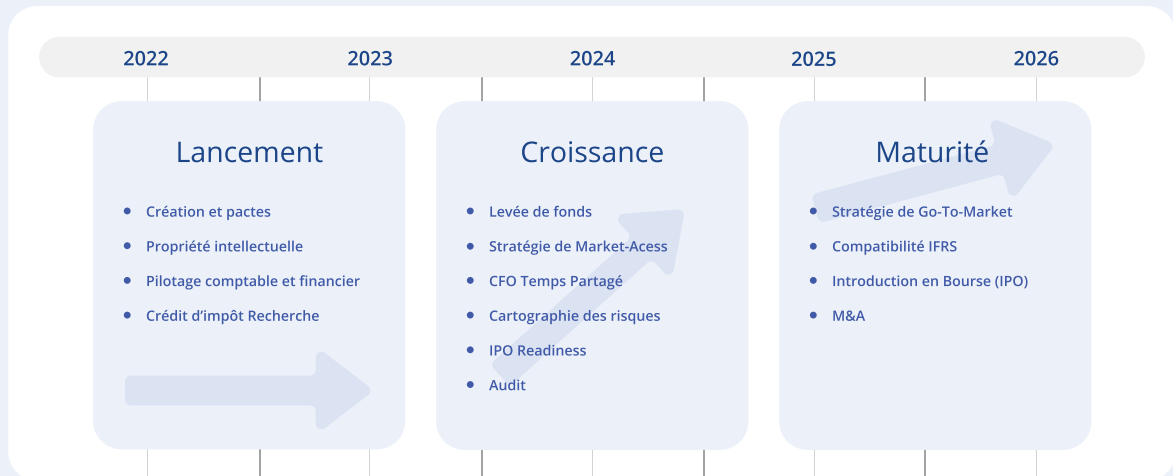 2022 2023 2024 2025 2026
Lancement
Création et pactes
Propriété intellectuelle
Pilotage comptable et financier
Crédit d'impôt Recherche
Croissance
Levée de fonds
Stratégie de Market-Acess
CFO Temps Partagé
Cartographie des risques
IPO Readiness
Audit
Maturité
Stratégie de Go-To-Market
Compatibilité IFRS
Introduction en Bourse (IPO)
M&A